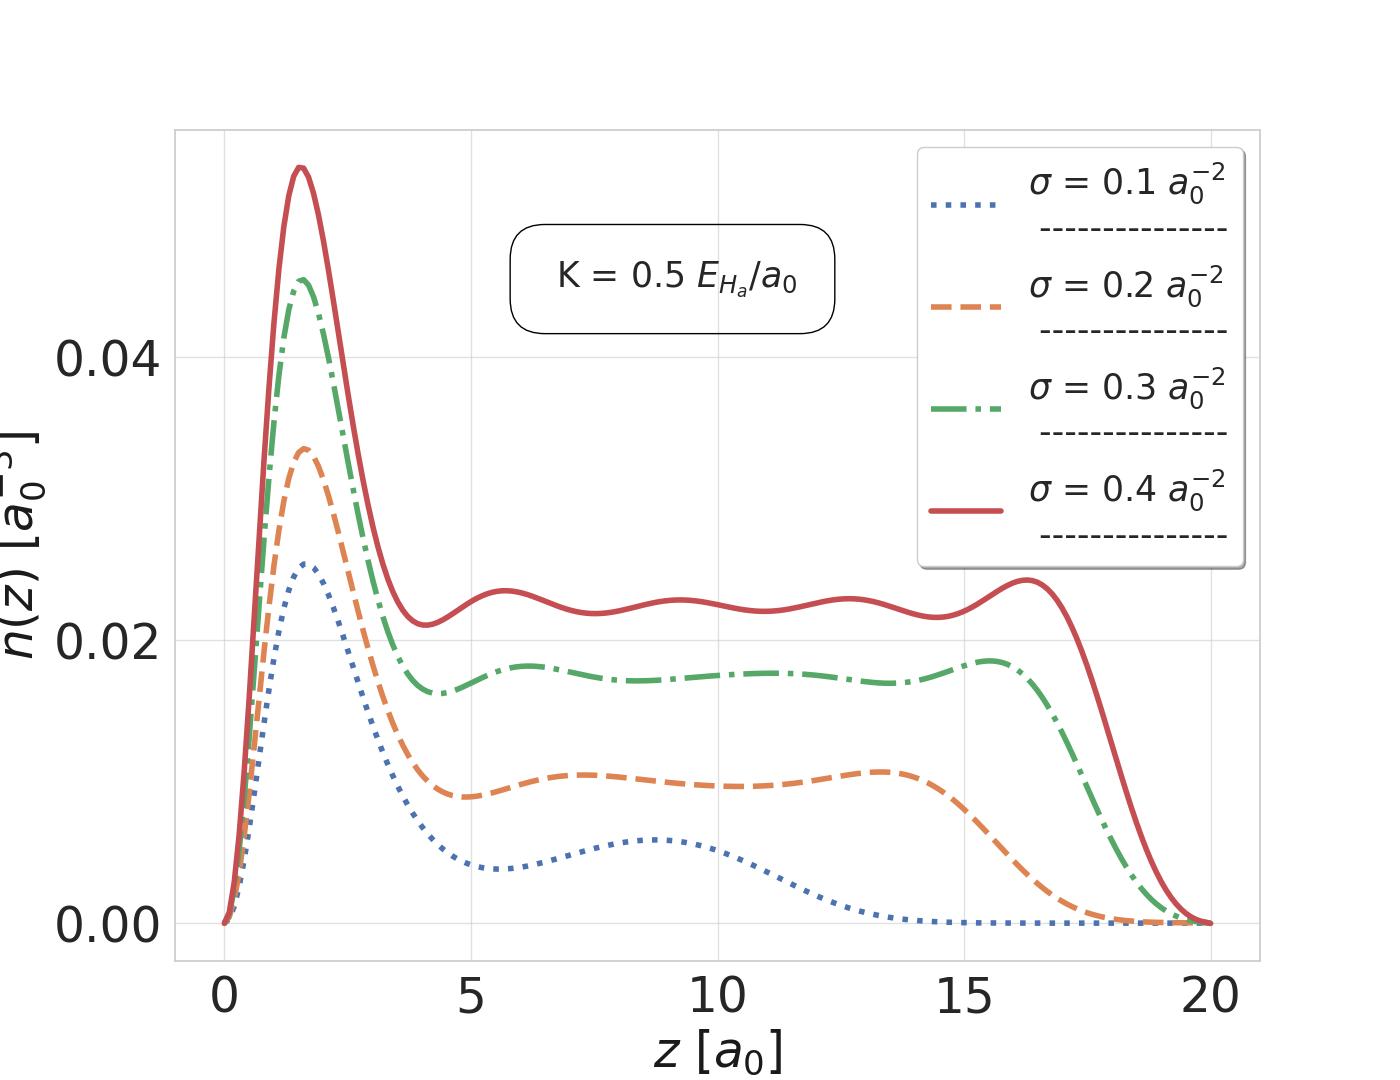 K = 0.5 E_{H_a}/a_0
σ = 0.1 a_0^{-2}
---------------
σ = 0.2 a_0^{-2}
---------------
σ = 0.3 a_0^{-2}
---------------
σ = 0.4 a_0^{-2}
---------------
0.04
0.02
0.00
n(z) [a_0^{-3}]
0 5 10 15 20
z [a_0]